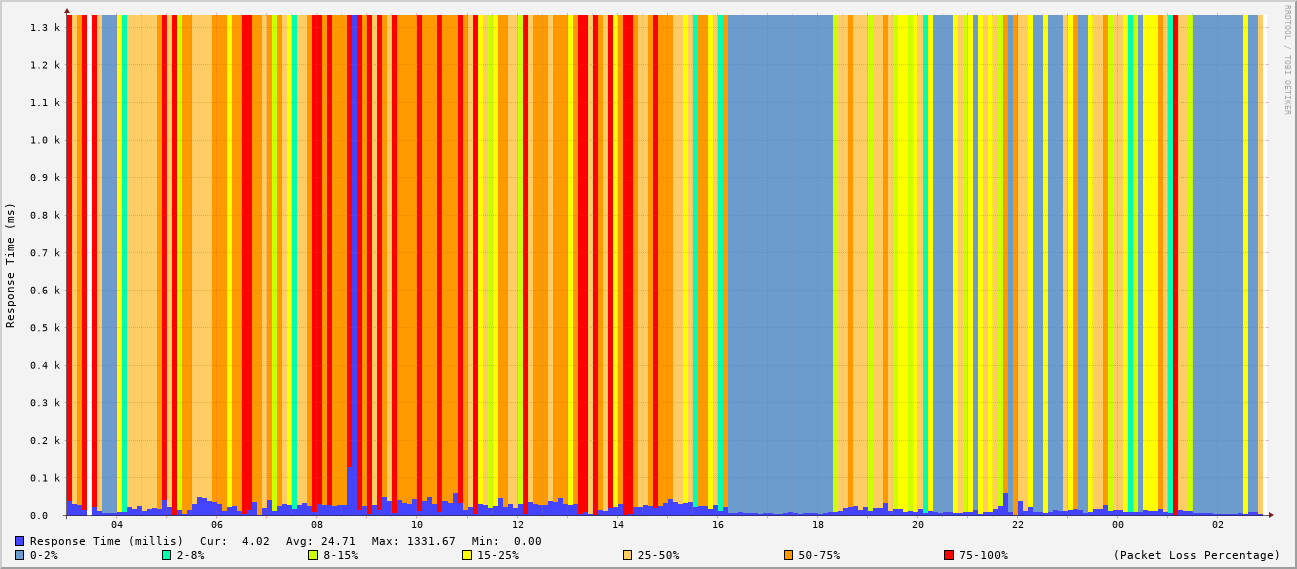 RRDTOOL / TOBI OETIKER
Response Time (ms)
1.3 k
1.2 k
1.1 k
1.0 k
0.9 k
0.8 k
0.7 k
0.6 k
0.5 k
0.4 k
0.3 k
0.2 k
0.1 k
0.0
04 06 08 10 12 14 16 18 20 22 00 02
Response Time (millis) Cur: 4.02 Avg: 24.71 Max: 1331.67 Min: 0.00
0-2% 2-8% 8-15% 15-25% 25-50% 50-75% 75-100% (Packet Loss Percentage)